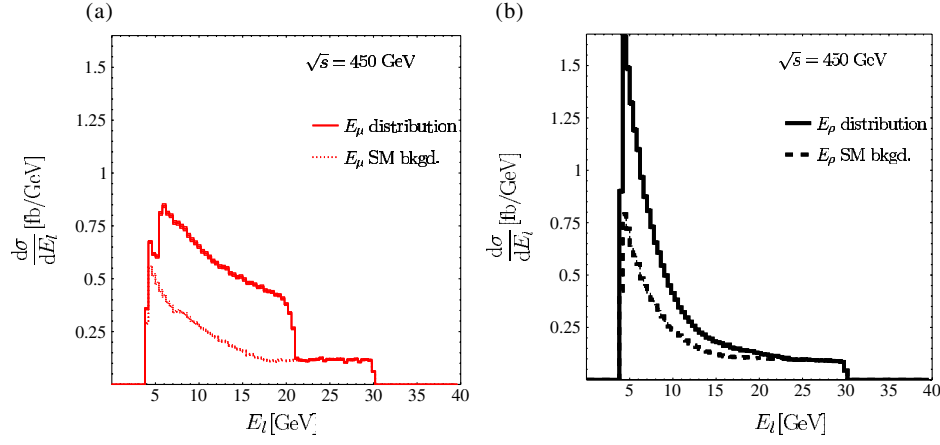 (a)
√s = 450 GeV
E_μ distribution
E_μ SM bkgd.
dσ/dE_l [fb/GeV]
1.5
1.25
1
0.75
0.5
0.25
5 10 15 20 25 30 35 40
E_l [GeV]
(b)
√s = 450 GeV
E_ρ distribution
E_ρ SM bkgd.
dσ/dE_l [fb/GeV]
1.5
1.25
1
0.75
0.5
0.25
5 10 15 20 25 30 35 40
E_l [GeV]